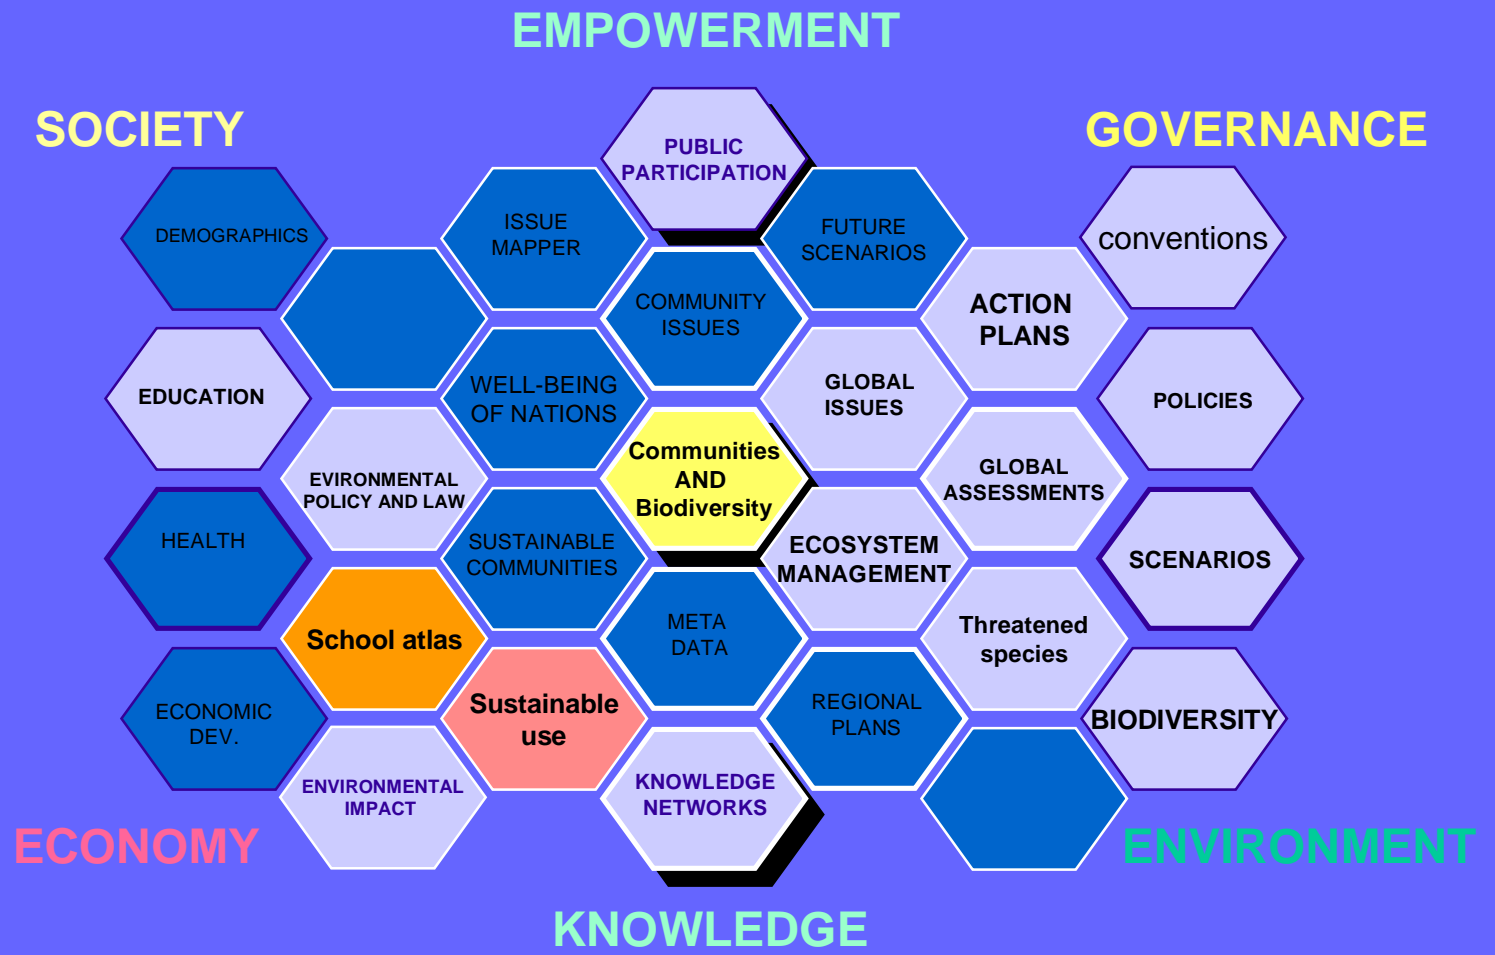 EMPOWERMENT
SOCIETY
GOVERNANCE
PUBLIC
PARTICIPATION
DEMOGRAPHICS
ISSUE
MAPPER
FUTURE
SCENARIOS
conventions
COMMUNITY
ISSUES
ACTION
PLANS
EDUCATION
WELL-BEING
OF NATIONS
GLOBAL
ISSUES
POLICIES
EVIRONMENTAL
POLICY AND LAW
Communities
AND
Biodiversity
GLOBAL
ASSESSMENTS
HEALTH
SUSTAINABLE
COMMUNITIES
ECOSYSTEM
MANAGEMENT
SCENARIOS
School atlas
META
DATA
Threatened
species
ECONOMIC
DEV.
Sustainable
use
REGIONAL
PLANS
BIODIVERSITY
ENVIRONMENTAL
IMPACT
KNOWLEDGE
NETWORKS
ECONOMY
ENVIRONMENT
KNOWLEDGE